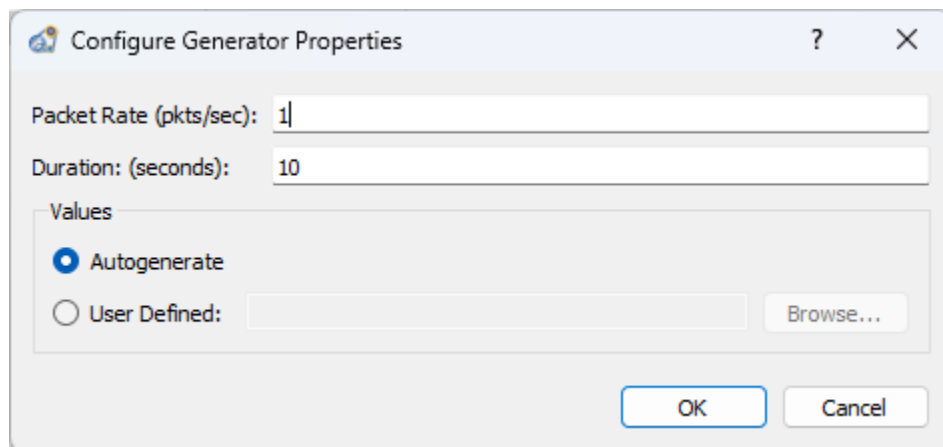 Configure Generator Properties ?
Packet Rate (pkts/sec): 1
Duration: (seconds): 10
Values
Autogenerate
User Defined: Browse...
OK Cancel